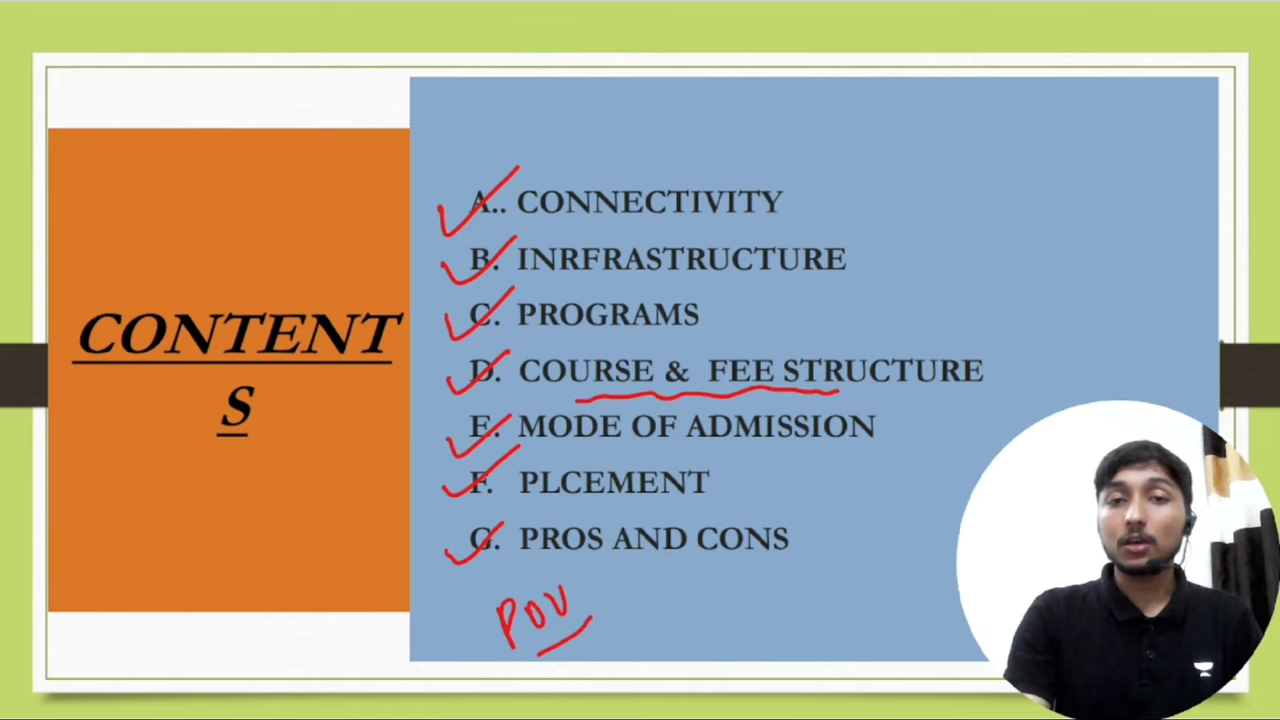 CONTENT
S
A.. CONNECTIVITY
B. INRFRASTRUCTURE
C. PROGRAMS
D. COURSE & FEE STRUCTURE
E. MODE OF ADMISSION
F. PLCEMENT
G. PROS AND CONS
POV